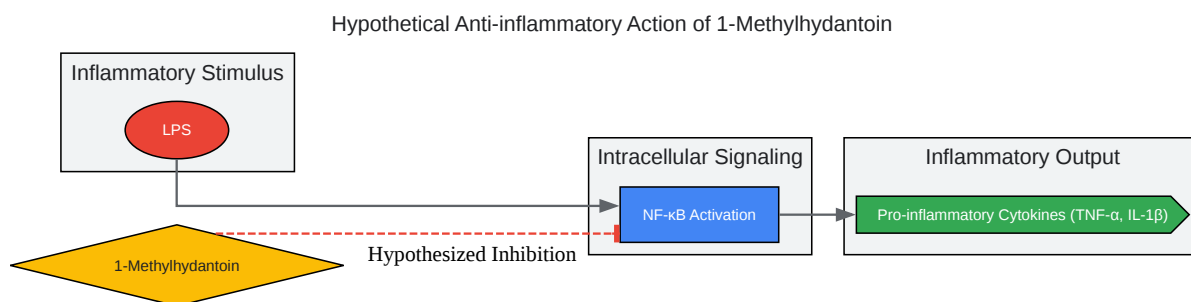 Hypothetical Anti-inflammatory Action of 1-Methylhydantoin
Inflammatory Stimulus
LPS
Intracellular Signaling
NF-κB Activation
Inflammatory Output
Pro-inflammatory Cytokines (TNF-α, IL-1β)
Hypothesized Inhibition
1-Methylhydantoin